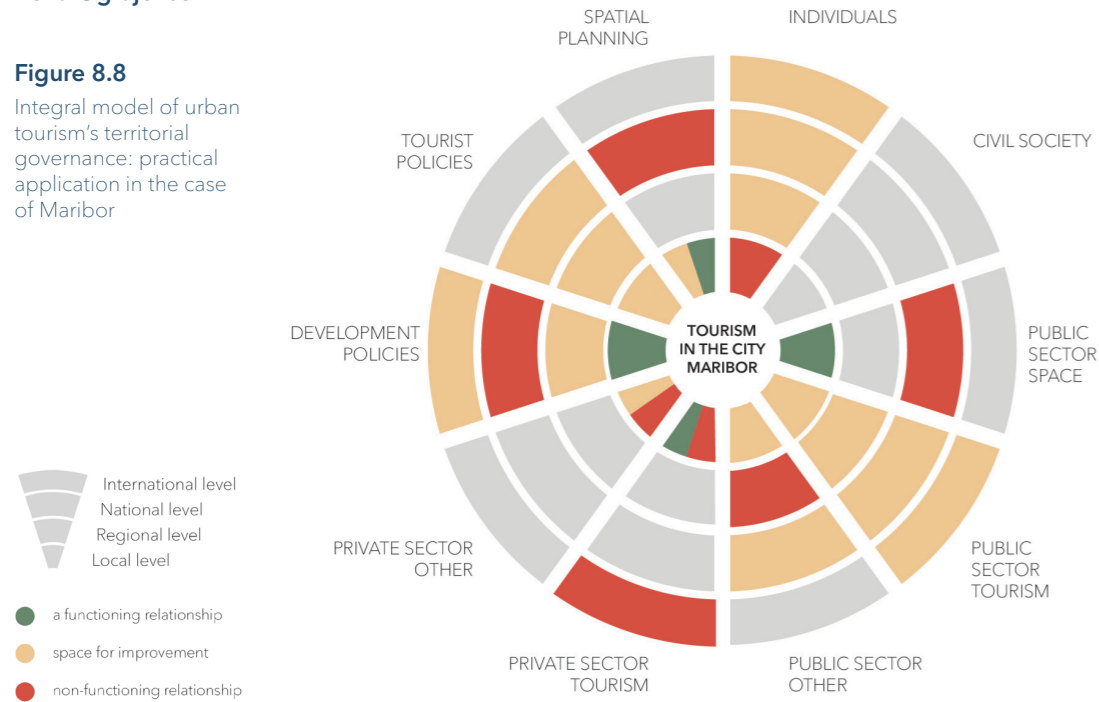 Figure 8.8
Integral model of urban
tourism's territorial
governance: practical
application in the case
of Maribor
SPATIAL
PLANNING
INDIVIDUALS
TOURIST
POLICIES
CIVIL SOCIETY
DEVELOPMENT
POLICIES
TOURISM
IN THE CITY
MARIBOR
PUBLIC
SECTOR
SPACE
International level
National level
Regional level
Local level
PRIVATE SECTOR
OTHER
PUBLIC
SECTOR
TOURISM
PRIVATE SECTOR
TOURISM
PUBLIC SECTOR
OTHER
a functioning relationship
space for improvement
non-functioning relationship